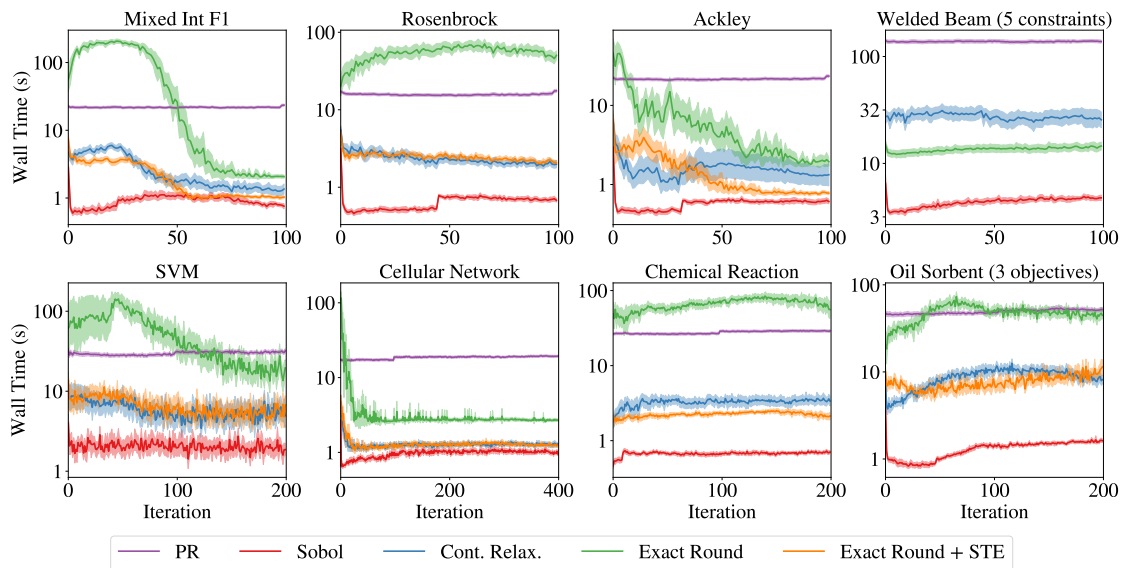 Mixed Int F1
Rosenbrock
Ackley
Welded Beam (5 constraints)
Wall Time (s)
100
10
1
0
50
100
100
10
1
0
50
100
10
1
0
50
100
100
32
10
3
0
50
100
SVM
Cellular Network
Chemical Reaction
Oil Sorbent (3 objectives)
Wall Time (s)
100
10
1
0
100
200
Iteration
100
10
1
0
200
400
Iteration
100
10
1
0
100
200
Iteration
100
10
1
0
100
200
Iteration
PR
Sobol
Cont. Relax.
Exact Round
Exact Round + STE